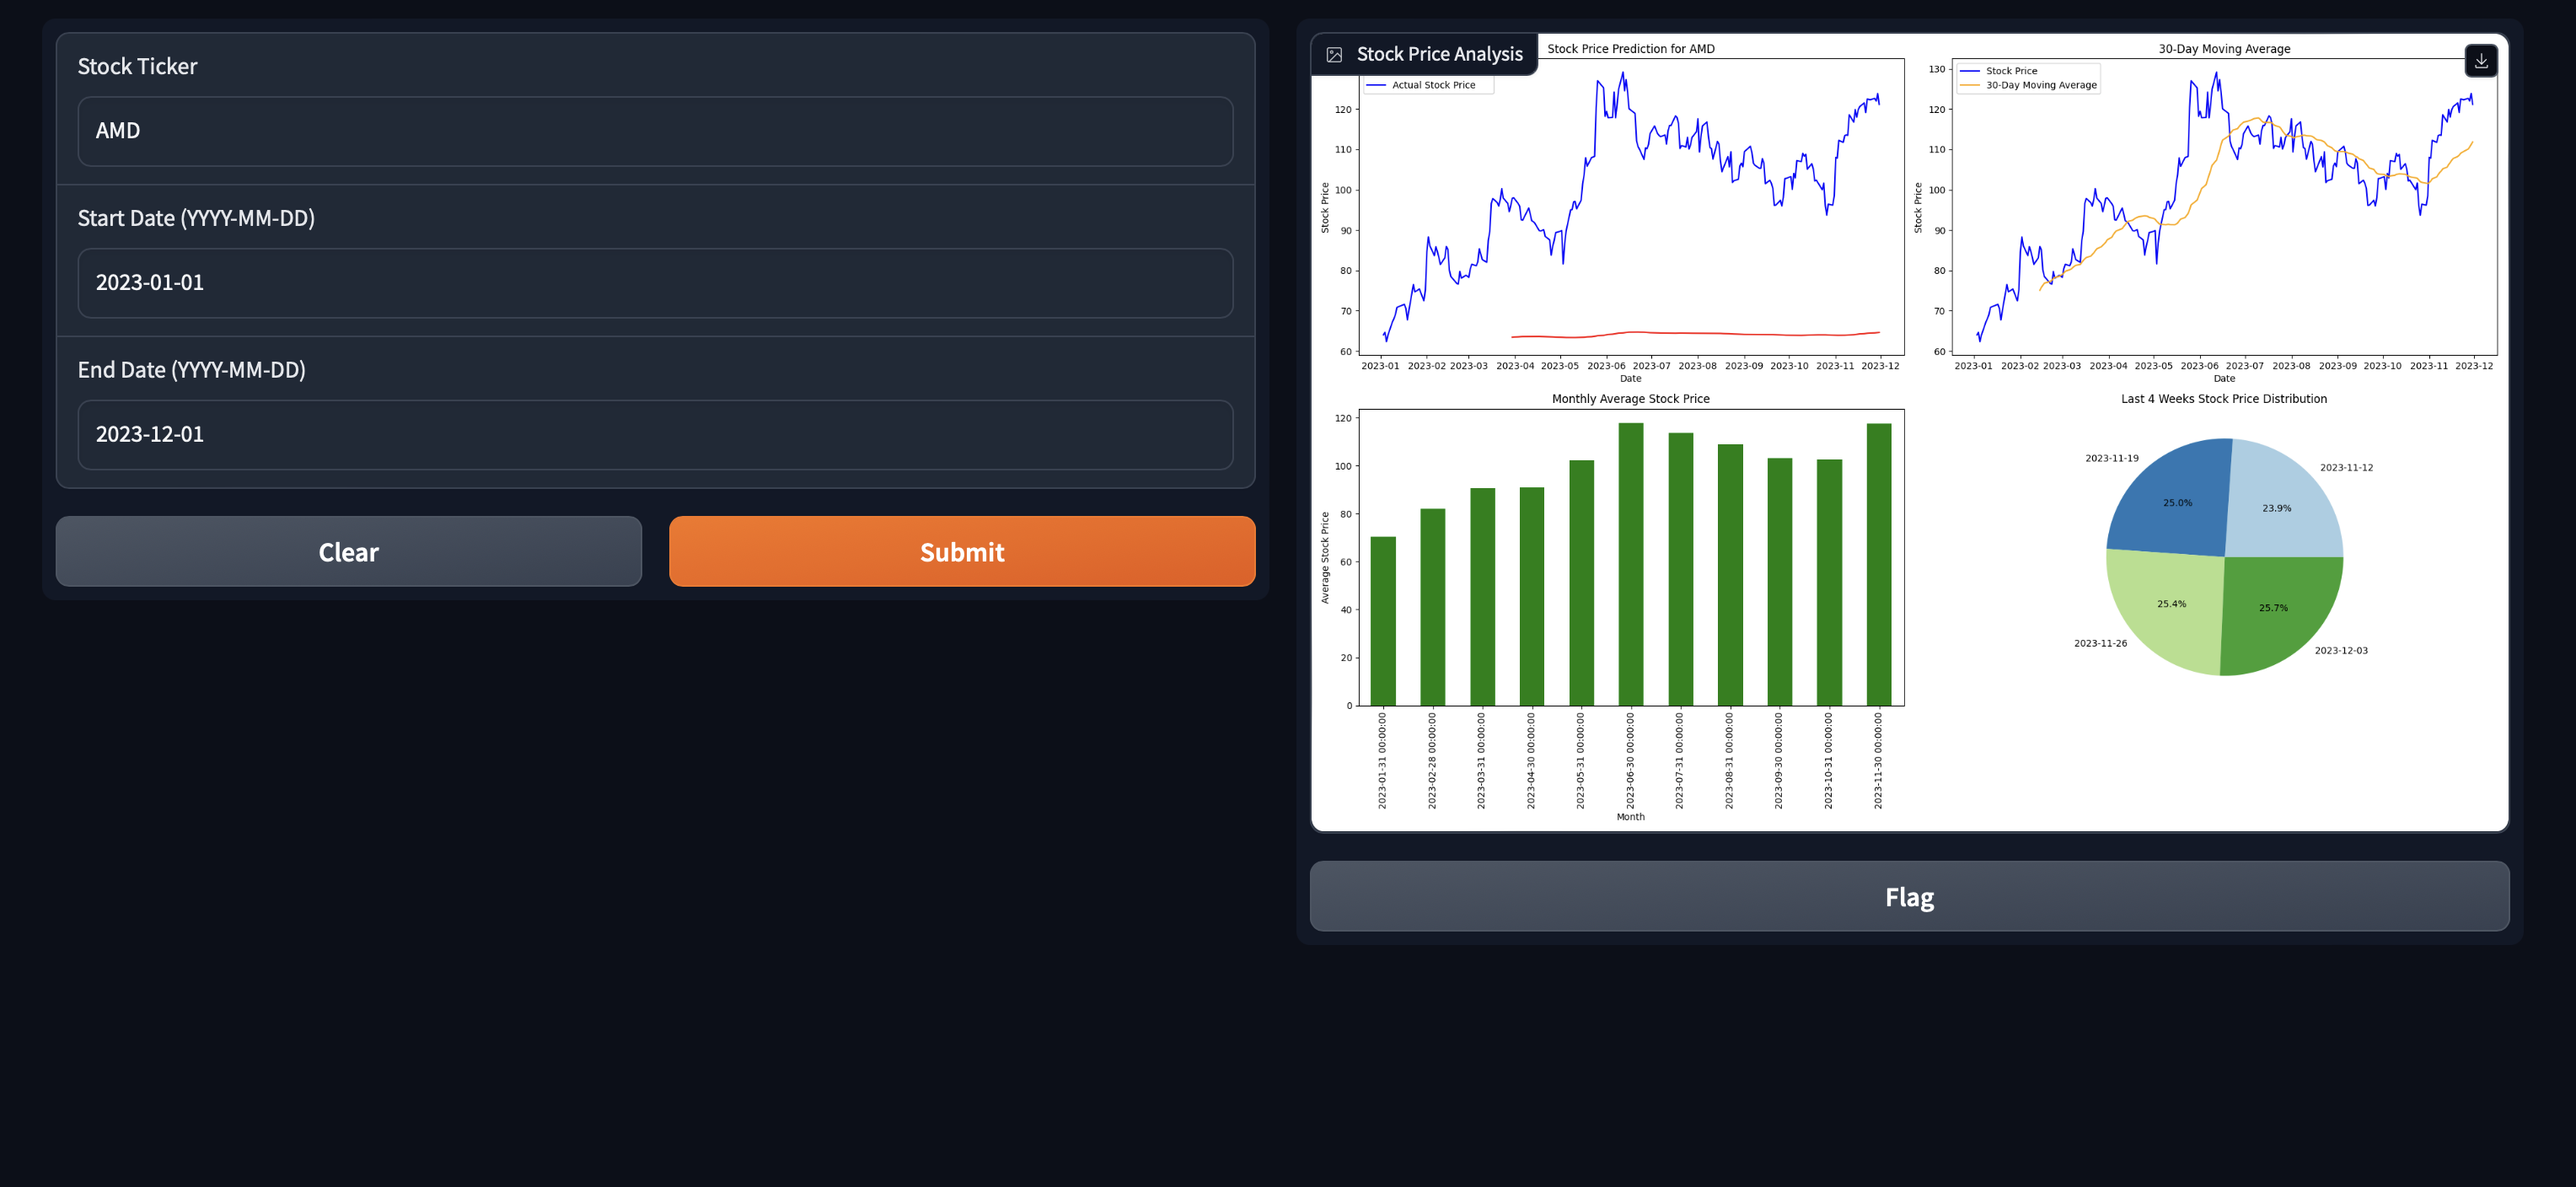 Stock Ticker
AMD
Start Date (YYYY-MM-DD)
2023-01-01
End Date (YYYY-MM-DD)
2023-12-01
Clear
Submit
Stock Price Analysis
Stock Price Prediction for AMD
Actual Stock Price
120
110
100
90
80
70
60
Stock Price
2023-01 2023-02 2023-03 2023-04 2023-05 2023-06 2023-07 2023-08 2023-09 2023-10 2023-11 2023-12
Date
30-Day Moving Average
Stock Price
30-Day Moving Average
130
120
110
100
90
80
70
60
Stock Price
2023-01 2023-02 2023-03 2023-04 2023-05 2023-06 2023-07 2023-08 2023-09 2023-10 2023-11 2023-12
Date
Monthly Average Stock Price
120
100
80
60
40
20
0
Average Stock Price
2023-01-31 00:00:00
2023-02-28 00:00:00
2023-03-31 00:00:00
2023-04-30 00:00:00
2023-05-31 00:00:00
2023-06-30 00:00:00
2023-07-31 00:00:00
2023-08-31 00:00:00
2023-09-30 00:00:00
2023-10-31 00:00:00
2023-11-30 00:00:00
Month
Last 4 Weeks Stock Price Distribution
2023-11-19
2023-11-12
25.0%
23.9%
25.4%
25.7%
2023-11-26
2023-12-03
Flag